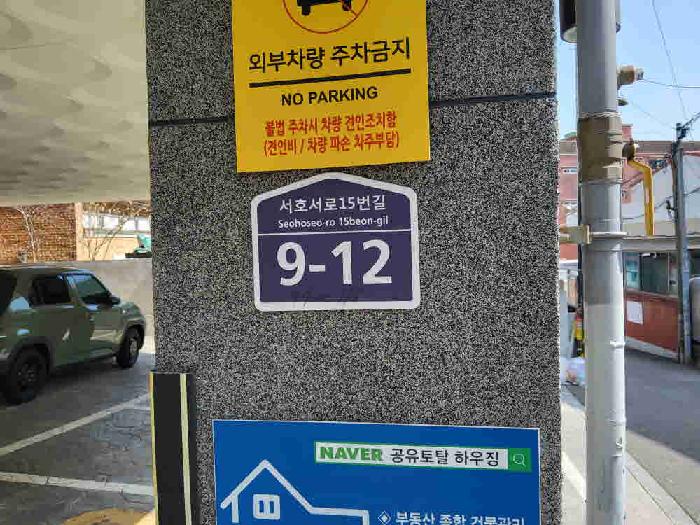 외부차량 주차금지
NO PARKING
불법 주차시 차량 견인조치함
(견인비 / 차량 파손 차주부담)
서호서로15번길
Seohoseo-ro 15beon-gil
9-12
NAVER 공유토탈 하우징
부동산 종합 건물관리